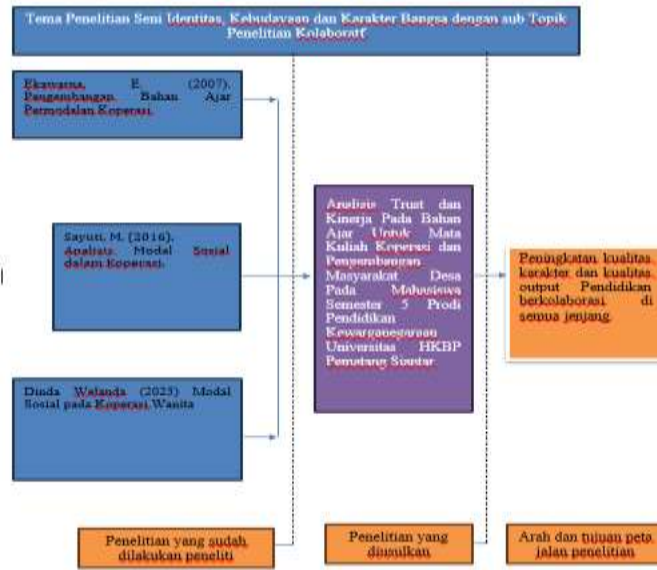 Tema Penelitian Seni Identitas, Kebudayaan dan Karakter Bangsa dengan sub Topik
Penelitian Kolaboratf
Ekawarna, E. (2007).
Pengembangan Bahan Ajar
Permodalan Koperasi.
Sayuti, M. (2016).
Analisis Modal Sosial
dalam Koperasi.
Dinda Welanda (2023) Modal
Sosial pada Koperasi Wanita
Analisis Trust dan
Kinerja Pada Bahan
Ajar Untuk Mata
Kuliah Koperasi dan
Pengembangan
Masyarakat Desa
Pada Mahasiswa
Semester 5 Prodi
Pendidikan
Kewarganegaraan
Universitas HKBP
Pematang Siantar
Peningkatan kualitas
karakter dan kualitas
output Pendidikan
berkolaborasi di
semua jenjang.
Penelitian yang sudah
dilakukan peneliti
Penelitian yang
diusulkan
Arah dan tujuan peta
jalan penelitian